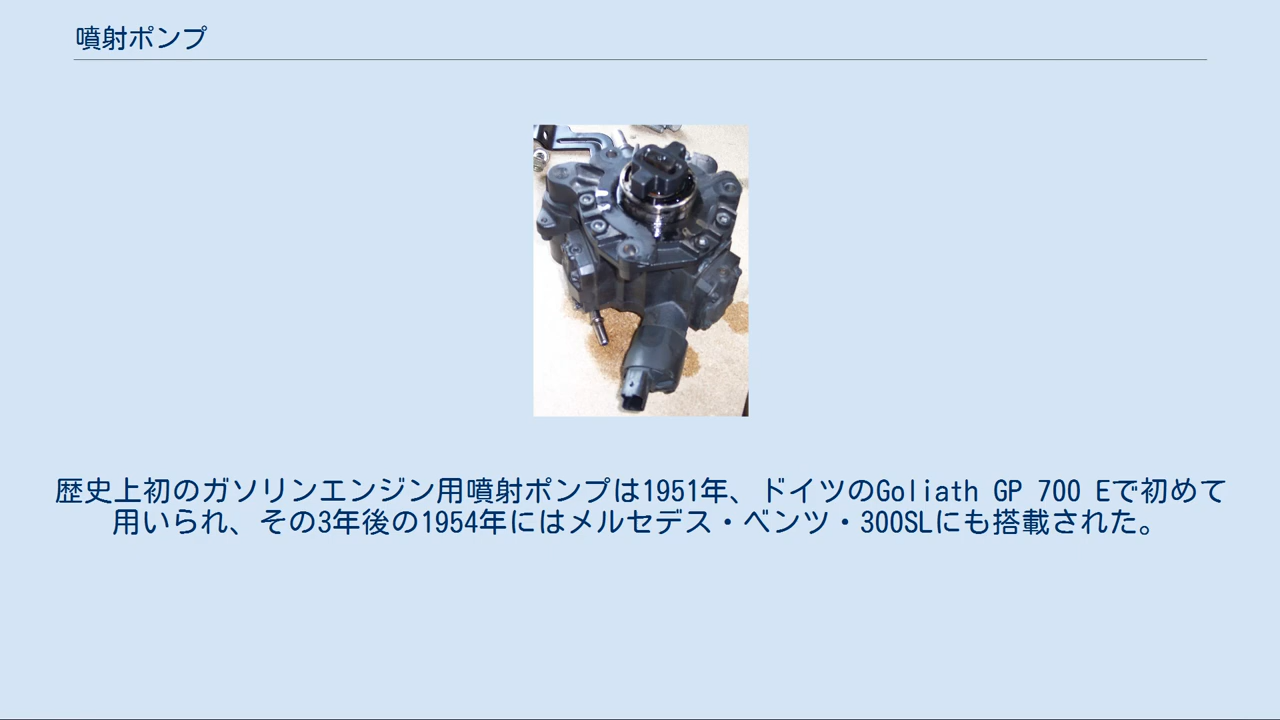 噴射ポンプ
歴史上初のガソリンエンジン用噴射ポンプは1951年、ドイツのGoliath GP 700 Eで初めて
用いられ、その3年後の1954年にはメルセデス・ベンツ・300SLにも搭載された。